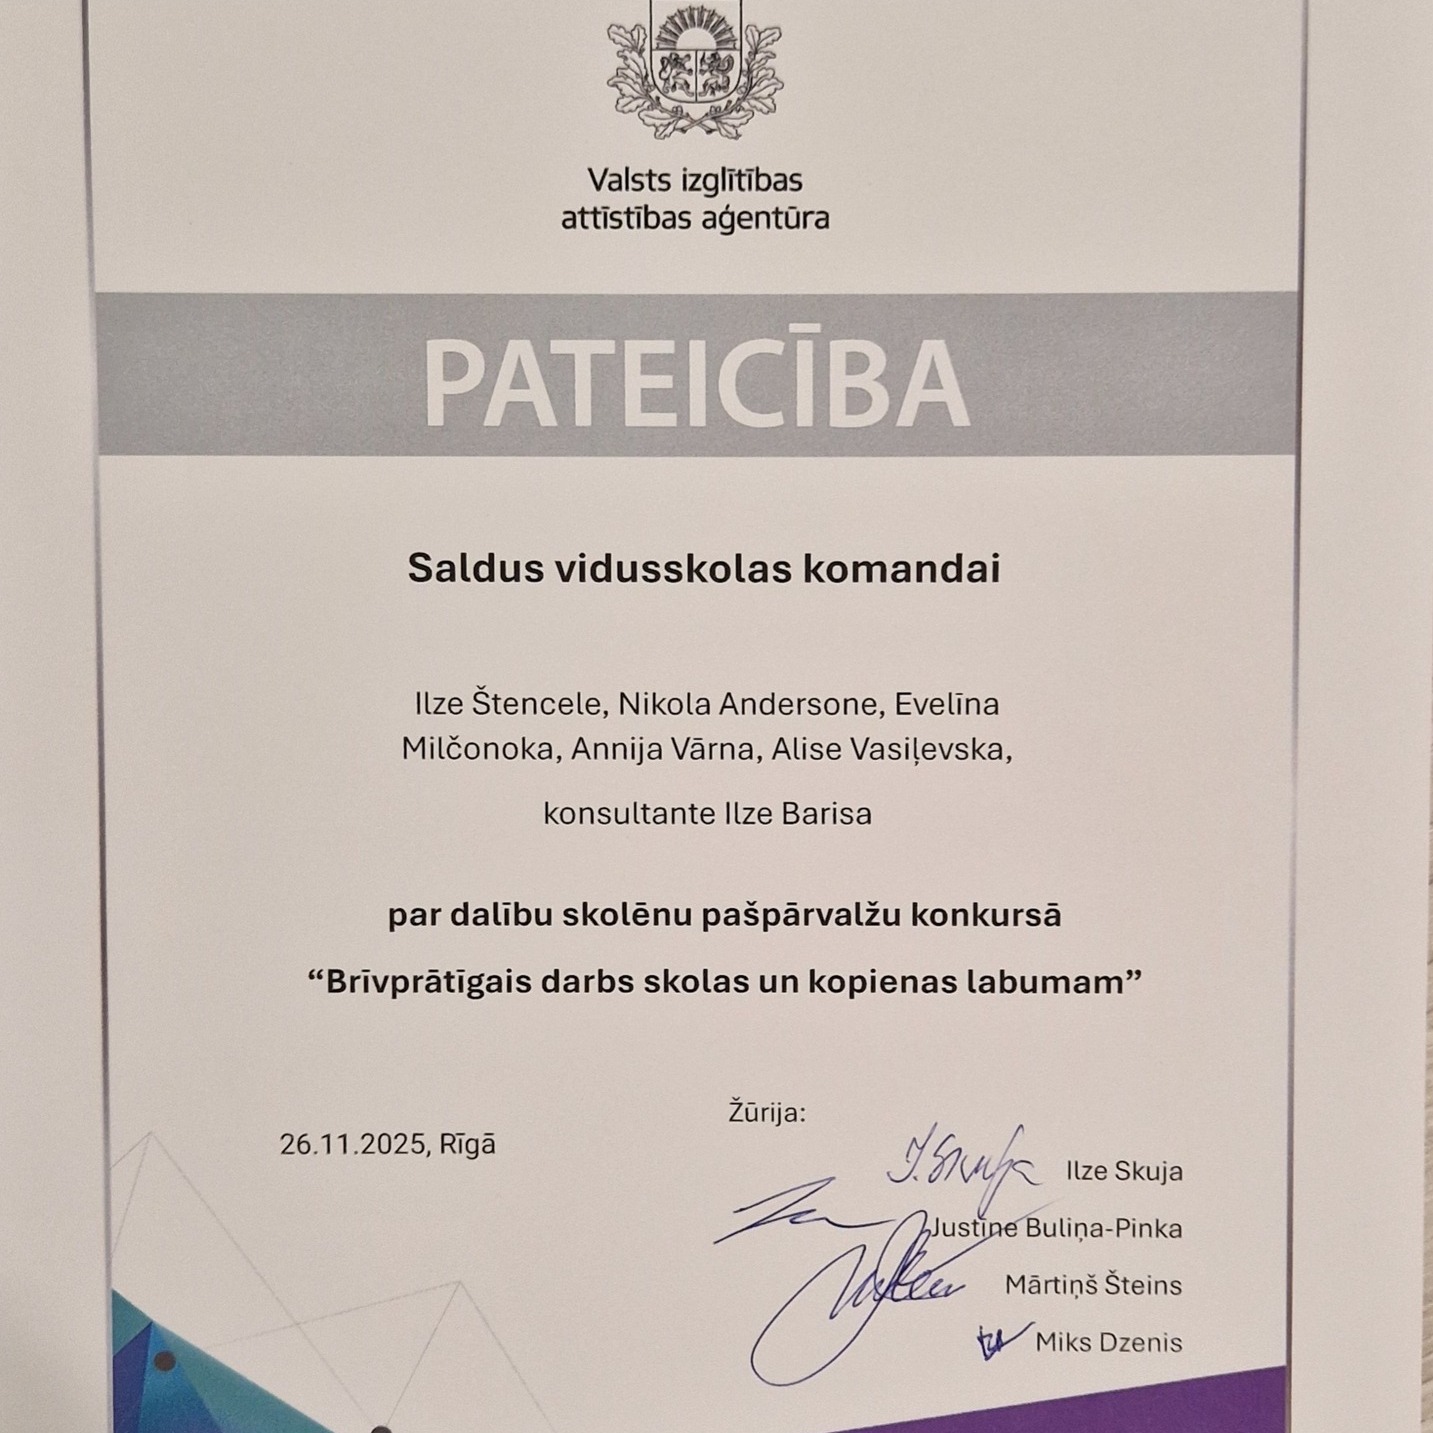 Valsts izglītības
attīstības aģentūra
PATEICĪBA
Saldus vidusskolas komandai
Ilze Štencele, Nikola Andersone, Evelīna
Milčonoka, Annija Vārna, Alise Vasiļevska,
konsultante Ilze Barisa
par dalību skolēnu pašpārvalžu konkursā
“Brīvprātīgais darbs skolas un kopienas labumam”
Žūrija:
26.11.2025, Rīgā
I. Skuja Ilze Skuja
Justīne Buliņa-Pinka
Mārtiņš Šteins
Miks Dzenis